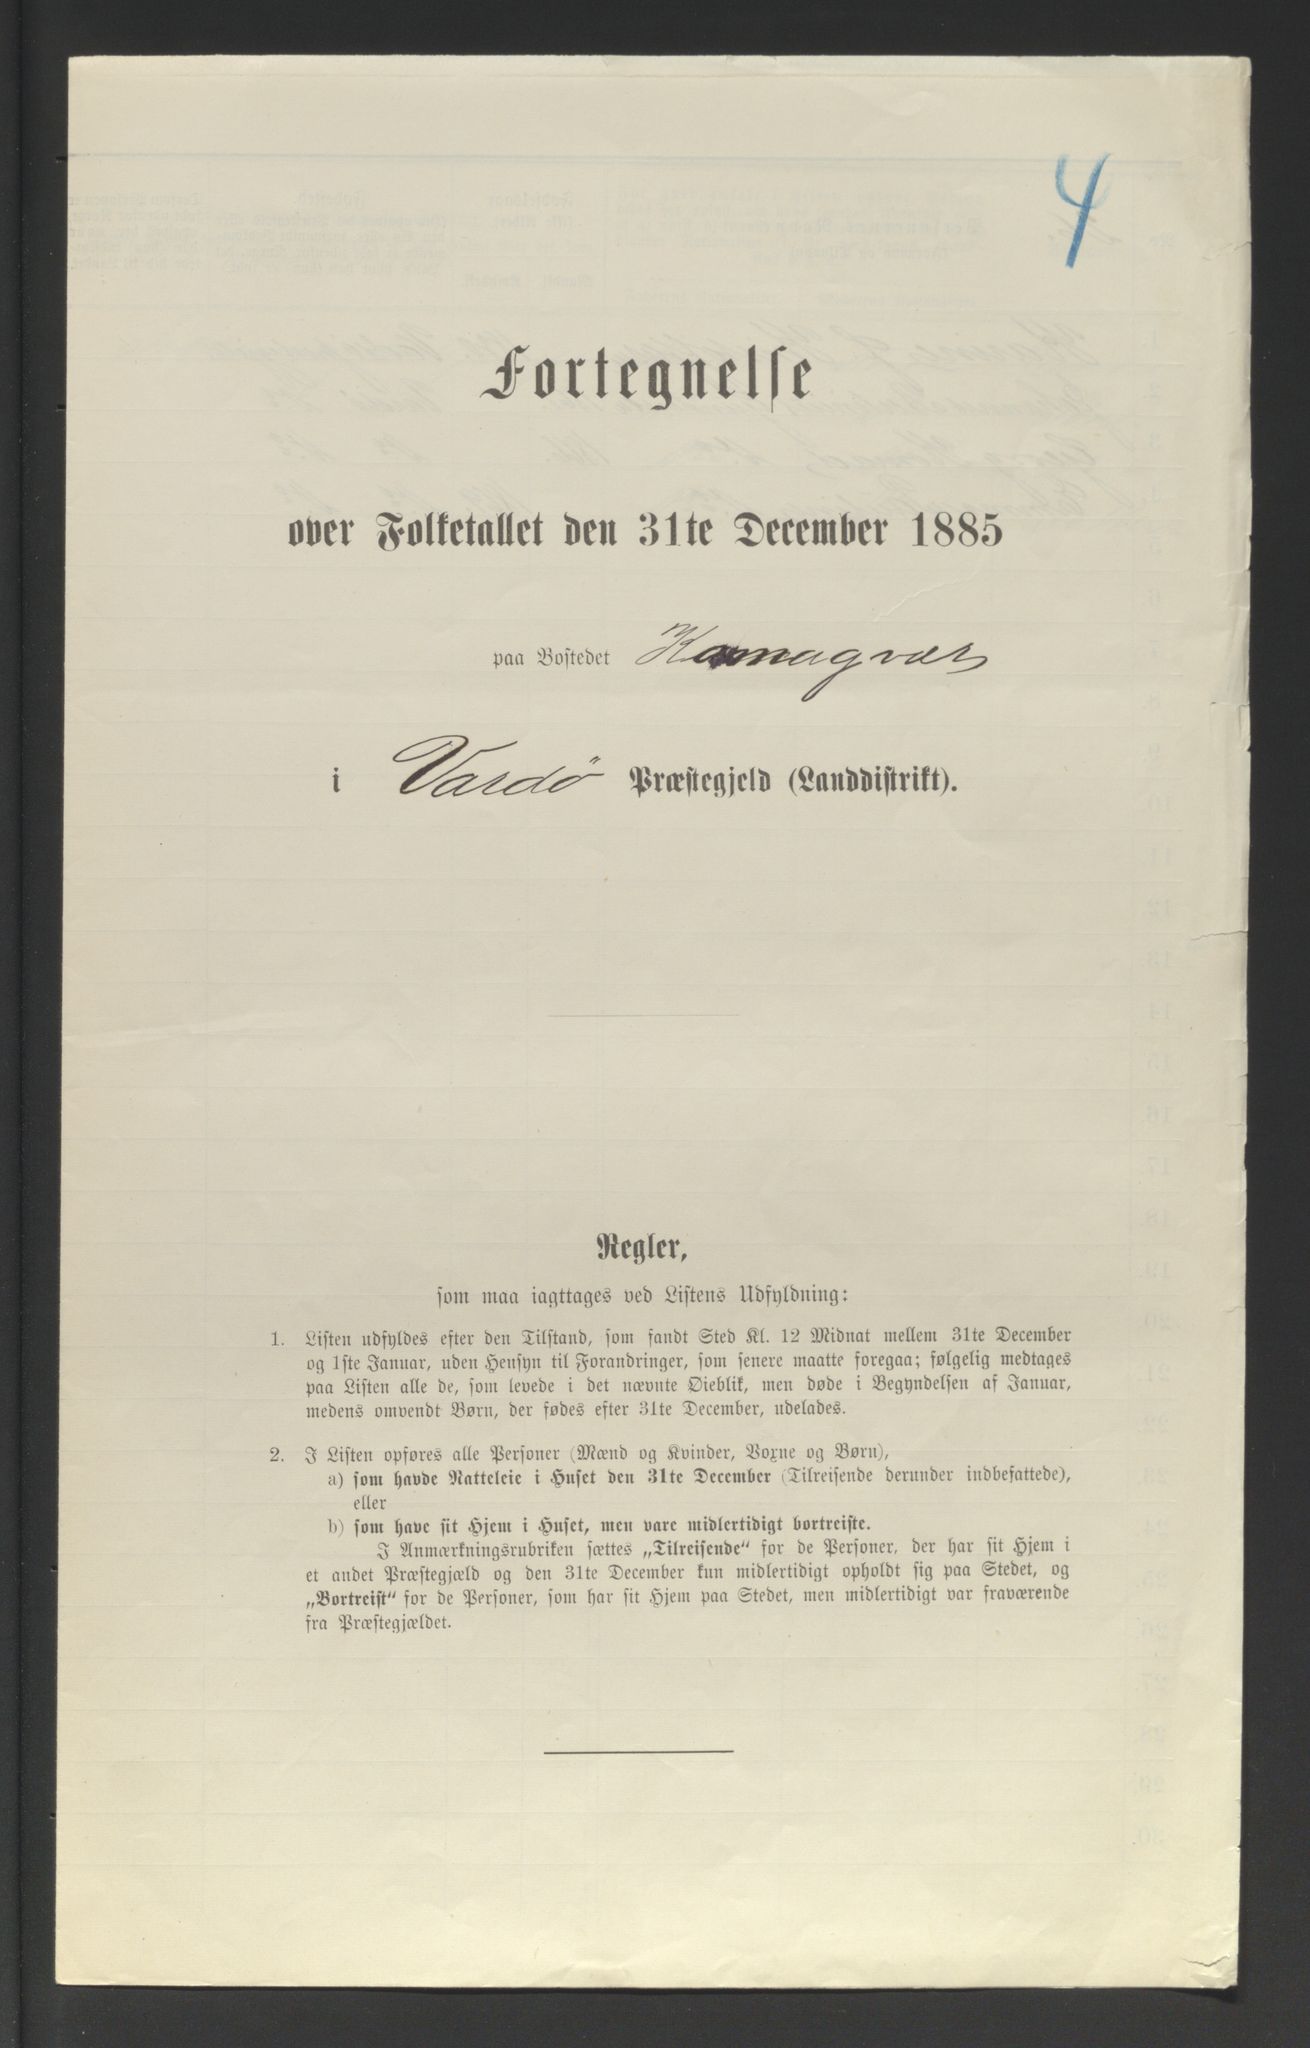 4
Fortegnelse
over Folketallet den 31te December 1885
paa Bostedet Kamagvær
i Vardö Præstegjeld (Landdistrikt).
Regler,
som maa iagttages ved Listens Udfyldning:
1. Listen udfyldes efter den Tilstand, som fandt Sted Kl. 12 Midnat mellem 31te December
og 1ste Januar, uden Hensyn til Forandringer, som senere maatte foregaa; følgelig medtages
paa Listen alle de, som levede i det nævnte Øieblik, men døde i Begyndelsen af Januar,
medens omvendt Børn, der fødes efter 31te December, udelades.
2. I Listen opføres alle Personer (Mænd og Kvinder, Voxne og Børn),
a) som havde Natteleie i Huset den 31te December (Tilreisende derunder indbefattede),
eller
b) som have sit Hjem i Huset, men vare midlertidigt bortreiste.
I Anmærkningsrubriken sættes „Tilreisende“ for de Personer, der har sit Hjem i
et andet Præstegjæld og den 31te December kun midlertidigt opholdt sig paa Stedet, og
„Bortreist“ for de Personer, som har sit Hjem paa Stedet, men midlertidigt var fraværende
fra Præstegjældet.